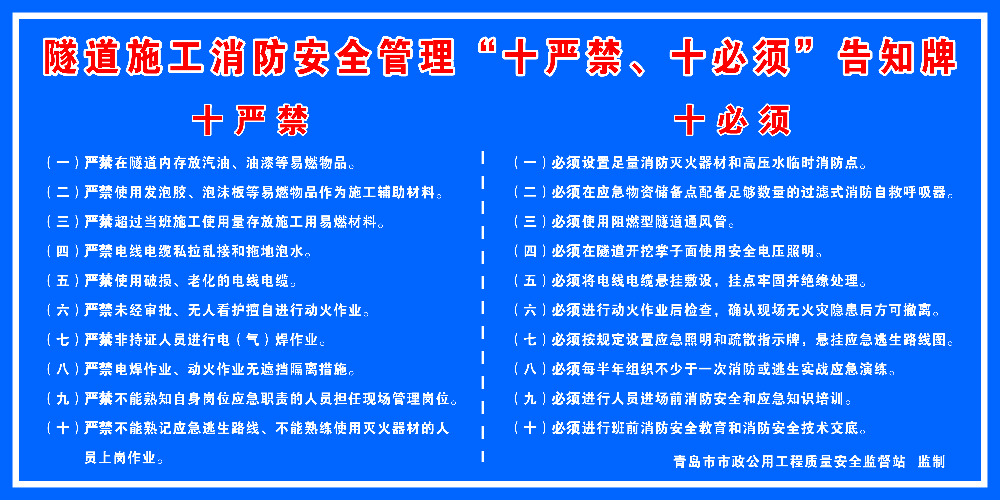 隧道施工消防安全管理“十严禁、十必须”告知牌
十严禁
（一）严禁在隧道内存放汽油、油漆等易燃物品。
（二）严禁使用发泡胶、泡沫板等易燃物品作为施工辅助材料。
（三）严禁超过当班施工使用量存放施工用易燃材料。
（四）严禁电线电缆私拉乱接和拖地泡水。
（五）严禁使用破损、老化的电线电缆。
（六）严禁未经审批、无人看护擅自进行动火作业。
（七）严禁非持证人员进行电（气）焊作业。
（八）严禁电焊作业、动火作业无遮挡隔离措施。
（九）严禁不能熟知自身岗位应急职责的人员担任现场管理岗位。
（十）严禁不能熟记应急逃生路线、不能熟练使用灭火器材的人
员上岗作业。
十必须
（一）必须设置足量消防灭火器材和高压水临时消防点。
（二）必须在应急物资储备点配备足够数量的过滤式消防自救呼吸器。
（三）必须使用阻燃型隧道通风管。
（四）必须在隧道开挖掌子面使用安全电压照明。
（五）必须将电线电缆悬挂敷设，挂点牢固并绝缘处理。
（六）必须进行动火作业后检查，确认现场无火灾隐患后方可撤离。
（七）必须按规定设置应急照明和疏散指示牌，悬挂应急逃生路线图。
（八）必须每半年组织不少于一次消防或逃生实战应急演练。
（九）必须进行人员进场前消防安全和应急知识培训。
（十）必须进行班前消防安全教育和消防安全技术交底。
青岛市市政公用工程质量安全监督站 监制